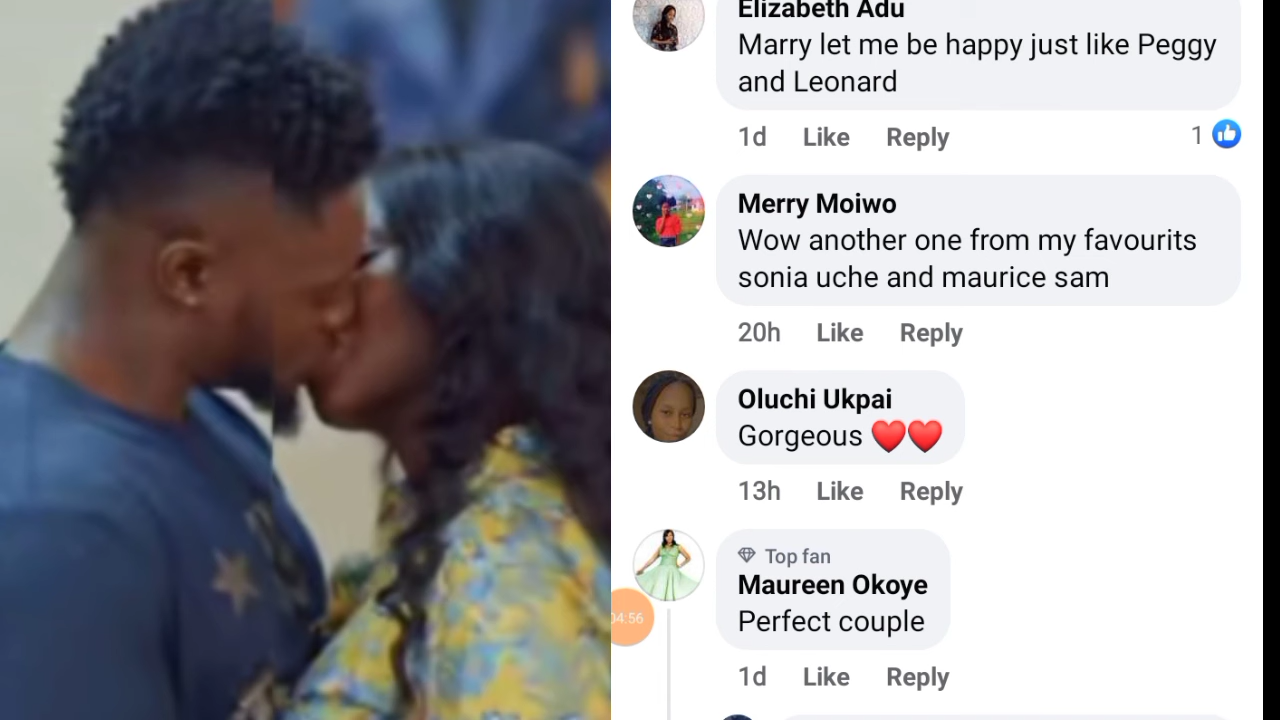 Elizabeth Adu
Marry let me be happy just like Peggy
and Leonard
1d Like Reply 1
Merry Moiwo
Wow another one from my favourits
sonia uche and maurice sam
20h Like Reply
Oluchi Ukpai
Gorgeous ❤️❤️
13h Like Reply
Top fan
Maureen Okoye
04:56
Perfect couple
1d Like Reply